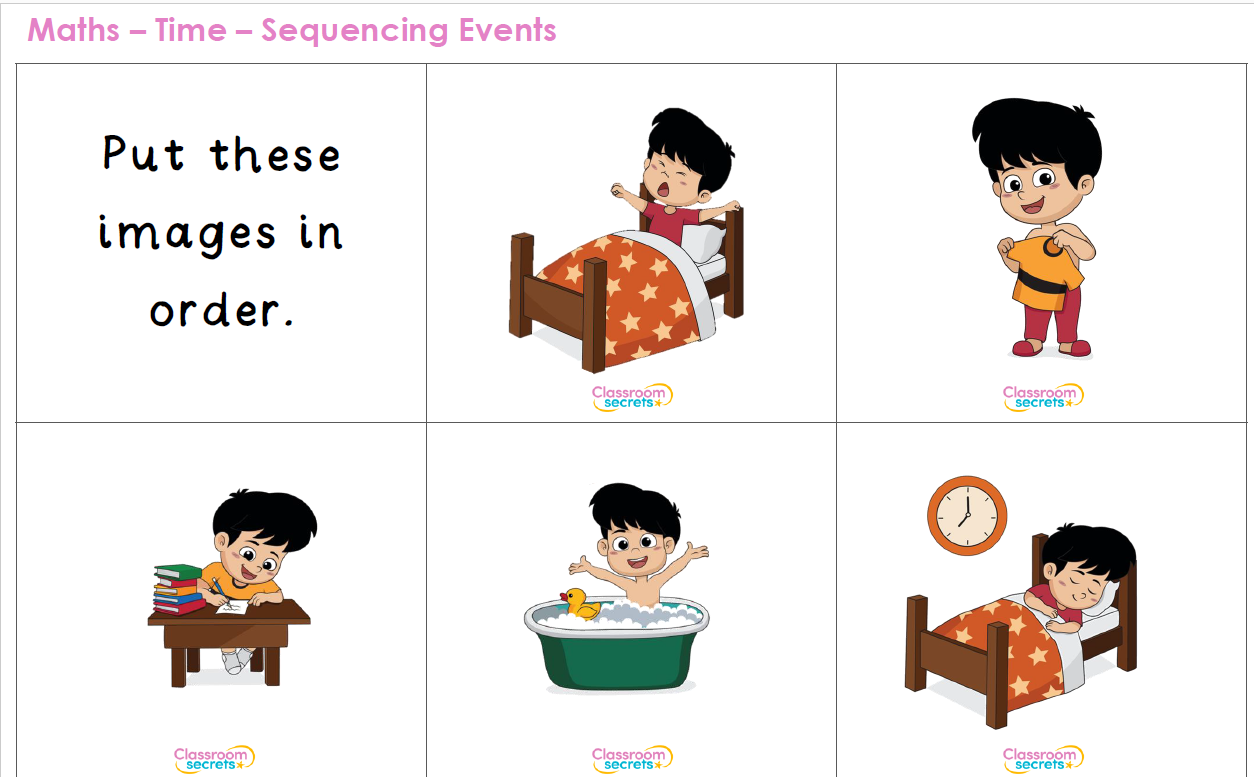 Maths – Time – Sequencing Events
Put these
images in
order.
Classroom
secrets
Classroom
secrets
Classroom
secrets
Classroom
secrets
Classroom
secrets